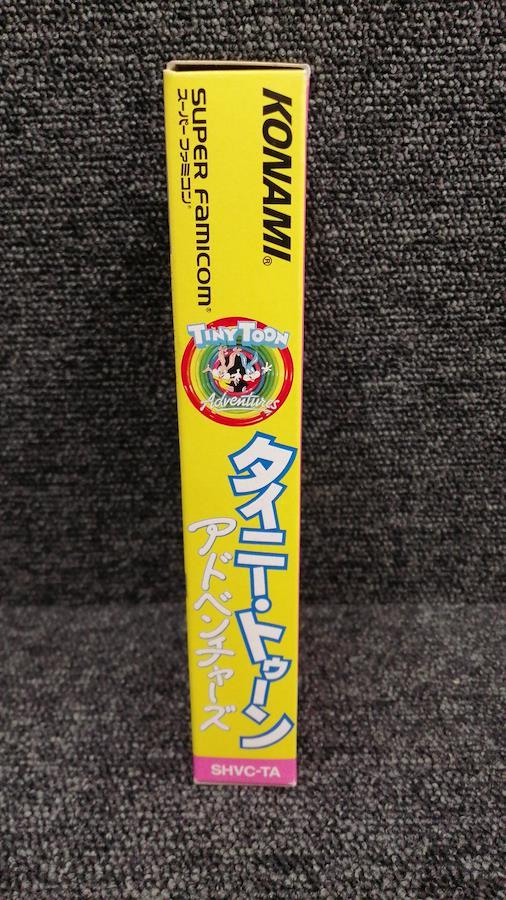 KONAMI®
SUPER FAMICOM®
スーパーファミコン®
TINY TOON
Adventures
タイニー・トゥーン
アドベンチャーズ
SHVC-TA